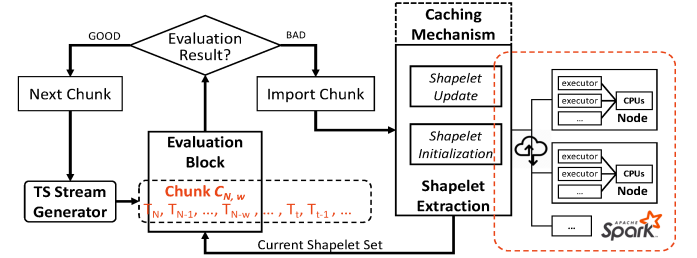 GOOD
Evaluation
Result?
BAD
Next Chunk
Import Chunk
TS Stream
Generator
Evaluation
Block
Chunk C_{N, w}
T_N, T_{N-1}, ..., T_{N-w}, ... , T_t, T_{t-1}, ...
Current Shapelet Set
Caching
Mechanism
Shapelet
Update
Shapelet
Initialization
Shapelet
Extraction
executor
executor
...
CPUs
Node
executor
executor
...
CPUs
Node
...
APACHE
Spark